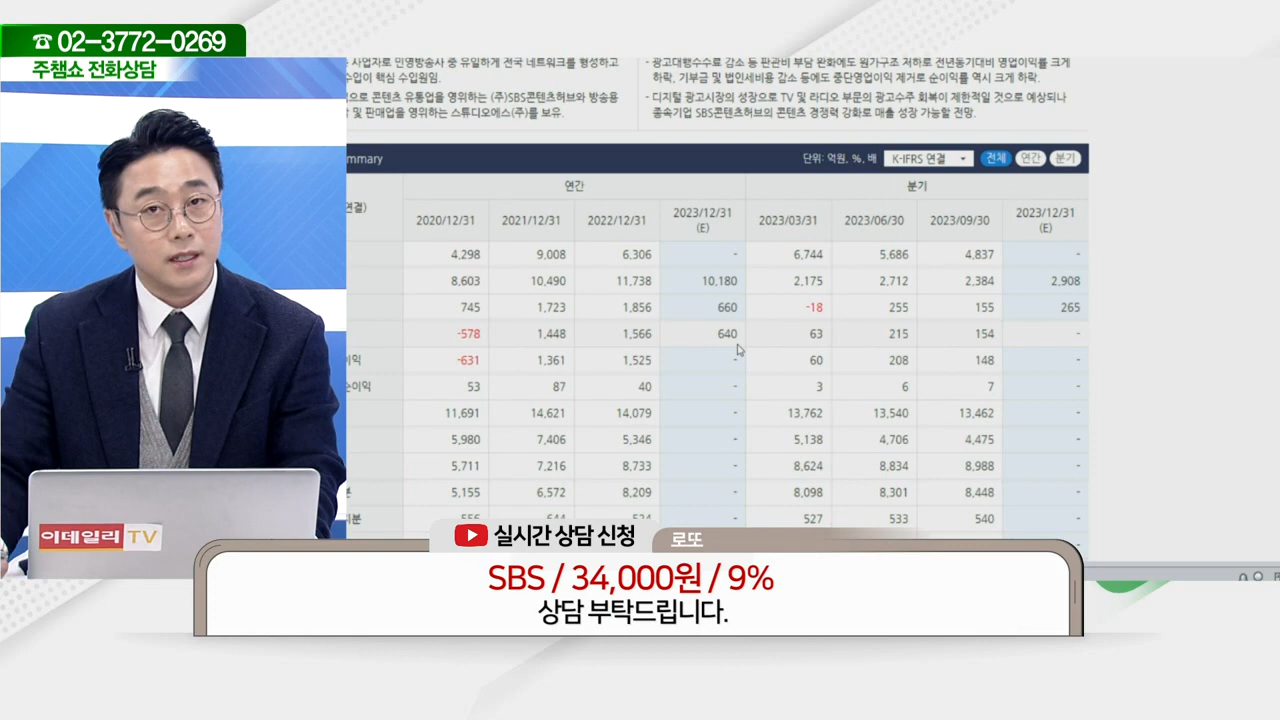 ☎ 02-3772-0269
주챔쇼 전화상담
사업자로 민영방송사 중 유일하게 전국 네트워크를 형성하고
수입이 핵심 수입원임.
으로 콘텐츠 유통업을 영위하는 (주)SBS콘텐츠허브와 방송용
및 판매업을 영위하는 스튜디오에스(주)를 보유.
- 광고대행수수료 감소 등 판관비 부담 완화에도 원가구조 저하로 전년동기대비 영업이익률 크게
하락, 기부금 및 법인세비용 감소 등에도 중단영업이익 제거로 순이익률 역시 크게 하락.
- 디지털 광고시장의 성장으로 TV 및 라디오 부문의 광고수주 회복이 제한적일 것으로 예상되나
종속기업 SBS콘텐츠허브의 콘텐츠 경쟁력 강화로 매출 성장 가능할 전망.
mmary 단위: 억원, %, 배 K-IFRS 연결 전체 연간 분기
연결) 연간 분기
2020/12/31 2021/12/31 2022/12/31 2023/12/31 (E) 2023/03/31 2023/06/30 2023/09/30 2023/12/31 (E)
4,298 9,008 6,306 - 6,744 5,686 4,837 -
8,603 10,490 11,738 10,180 2,175 2,712 2,384 2,908
745 1,723 1,856 660 -18 255 155 265
-578 1,448 1,566 640 63 215 154 -
이익 -631 1,361 1,525 - 60 208 148 -
순이익 53 87 40 - 3 6 7 -
11,691 14,621 14,079 - 13,762 13,540 13,462 -
5,980 7,406 5,346 - 5,138 4,706 4,475 -
5,711 7,216 8,733 - 8,624 8,834 8,988 -
5,155 6,572 8,209 - 8,098 8,301 8,448 -
지분 556 644 524 - 527 533 540 -
이데일리 TV
실시간 상담 신청 로또
SBS / 34,000원 / 9%
상담 부탁드립니다.